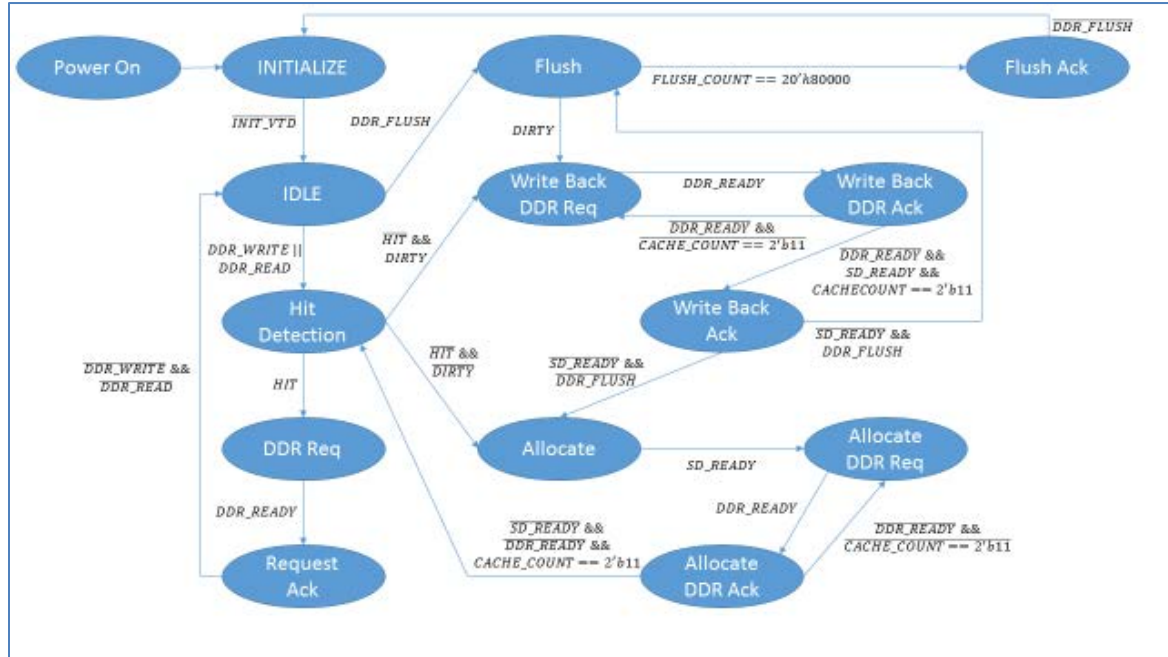 DDR_FLUSH
Power On
INITIALIZE
Flush
FLUSH_COUNT == 20'h80000
Flush Ack
INIT_VTD
DDR_FLUSH
DIRTY
IDLE
Write Back
DDR Req
DDR_READY
Write Back
DDR Ack
DDR_WRITE ||
DDR_READ
HIT &&
DIRTY
DDR_READY &&
CACHE_COUNT == 2'b11
DDR_READY &&
SD_READY &&
CACHECOUNT == 2'b11
Hit
Detection
Write Back
Ack
SD_READY &&
DDR_FLUSH
DDR_WRITE &&
DDR_READ
HIT
HIT &&
DIRTY
SD_READY &&
DDR_FLUSH
DDR Req
Allocate
SD_READY
Allocate
DDR Req
DDR_READY
DDR_READY
SD_READY &&
DDR_READY &&
CACHE_COUNT == 2'b11
DDR_READY &&
CACHE_COUNT == 2'b11
Request
Ack
Allocate
DDR Ack